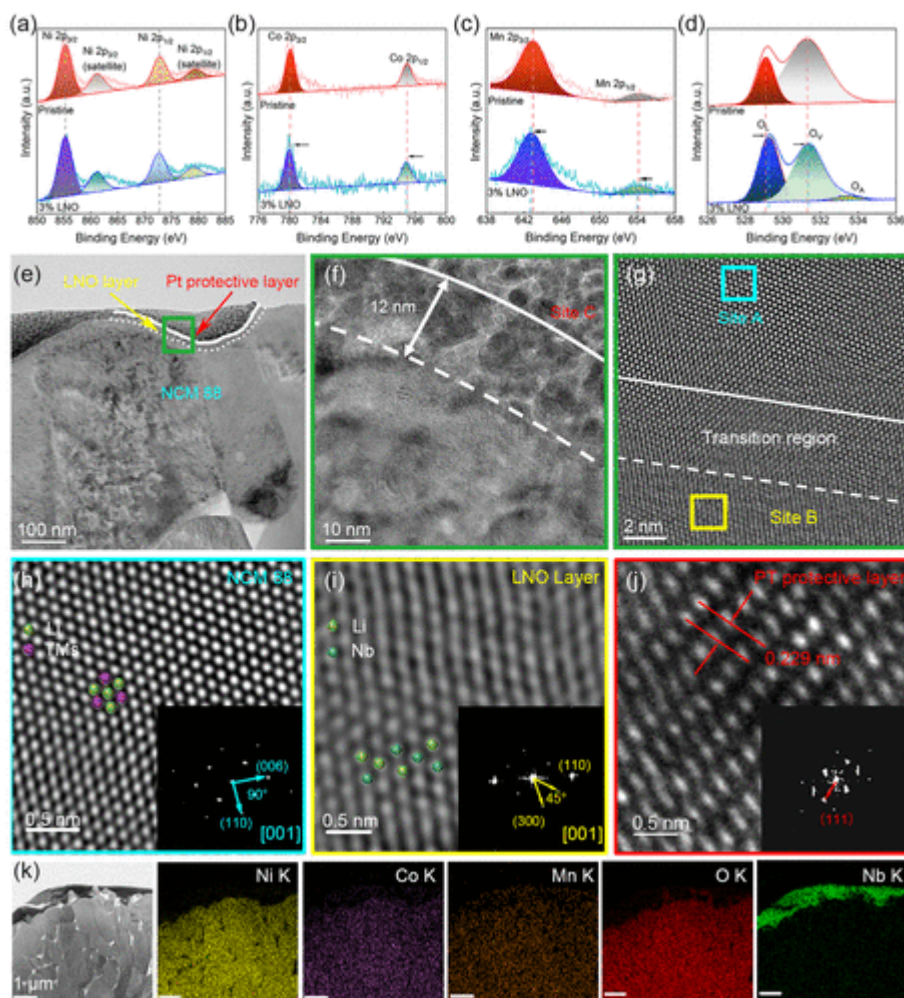 (a)
Ni 2p3/2
Ni 2p3/2
(satellite)
Ni 2p1/2
Ni 2p1/2
(satellite)
Pristine
3% LNO
Intensity (a.u.)
850 855 860 865 870 875 880 885
Binding Energy (eV)
(b)
Co 2p3/2
Co 2p1/2
Pristine
3% LNO
Intensity (a.u.)
776 780 784 788 792 796 800
Binding Energy (eV)
(c)
Mn 2p3/2
Mn 2p1/2
Pristine
3% LNO
Intensity (a.u.)
638 642 646 650 654 658
Binding Energy (eV)
(d)
Pristine
OL
OV
OA
3% LNO
Intensity (a.u.)
526 528 530 532 534 536
Binding Energy (eV)
(e)
LNO layer
Pt protective layer
NCM 88
100 nm
(f)
12 nm
Site C
10 nm
(g)
Site A
Transition region
Site B
2 nm
(h)
NCM 88
Li
TMs
(006)
90°
(110)
0.5 nm
[001]
(i)
LNO Layer
Li
Nb
(110)
45°
(300)
0.5 nm
[001]
(j)
PT protective layer
0.229 nm
(111)
0.5 nm
(k)
1 μm
Ni K
Co K
Mn K
O K
Nb K